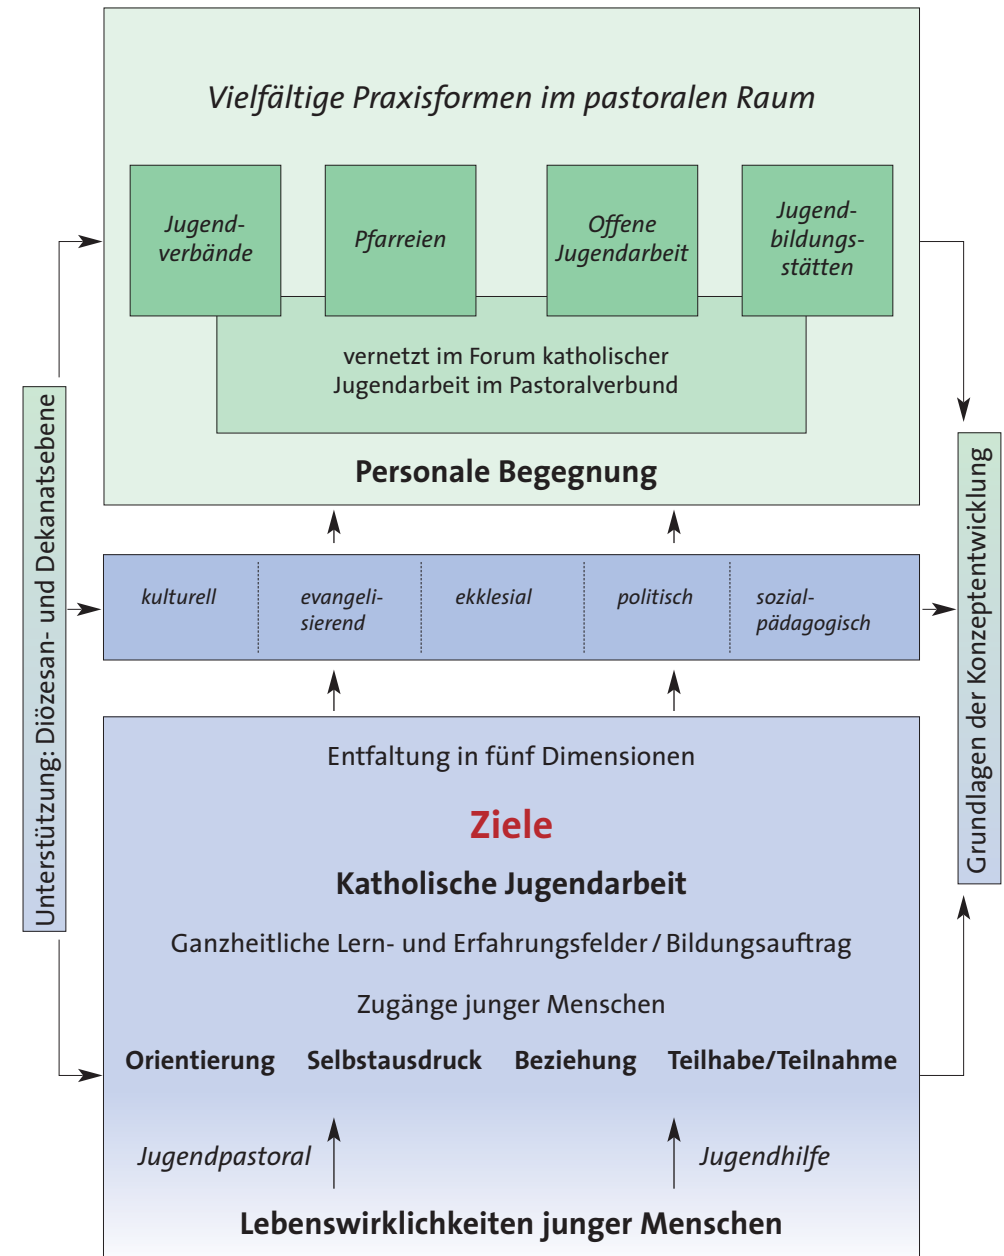 Vielfältige Praxisformen im pastoralen Raum
Jugend-
verbände
Pfarreien
Offene
Jugendarbeit
Jugend-
bildungs-
stätten
vernetzt im Forum katholischer
Jugendarbeit im Pastoralverbund
Personale Begegnung
Unterstützung: Diözesan- und Dekanatsebene
kulturell
evangeli-
sierend
ekklesial
politisch
sozial-
pädagogisch
Grundlagen der Konzeptentwicklung
Entfaltung in fünf Dimensionen
Ziele
Katholische Jugendarbeit
Ganzheitliche Lern- und Erfahrungsfelder / Bildungsauftrag
Zugänge junger Menschen
Orientierung Selbstausdruck Beziehung Teilhabe/Teilnahme
Jugendpastoral
Jugendhilfe
Lebenswirklichkeiten junger Menschen